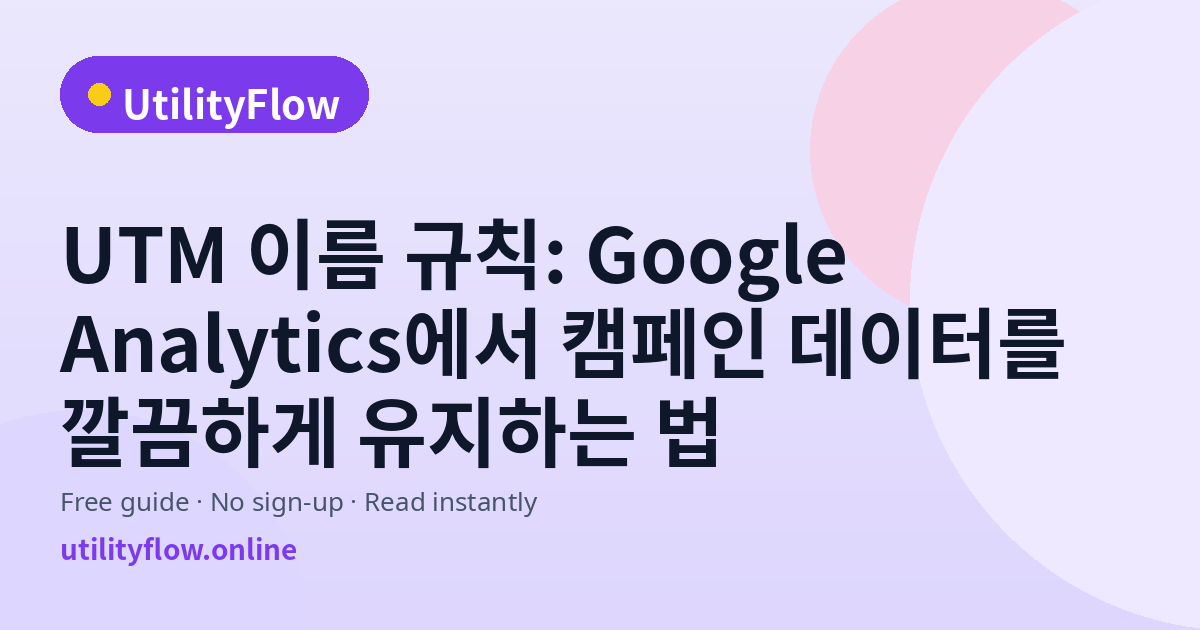 UtilityFlow
UTM 이름 규칙: Google
Analytics에서 캠페인 데이터를
깔끔하게 유지하는 법
Free guide · No sign-up · Read instantly
utilityflow.online